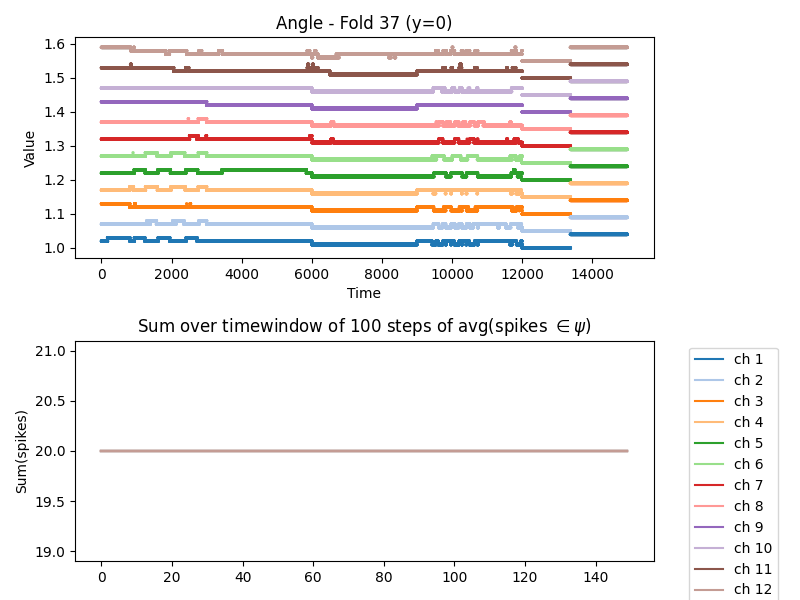 Angle - Fold 37 (y=0)
1.6
1.5
1.4
1.3
1.2
1.1
1.0
Value
0 2000 4000 6000 8000 10000 12000 14000
Time
Sum over timewindow of 100 steps of avg(spikes ∈ ψ)
21.0
20.5
20.0
19.5
19.0
Sum(spikes)
0 20 40 60 80 100 120 140
ch 1
ch 2
ch 3
ch 4
ch 5
ch 6
ch 7
ch 8
ch 9
ch 10
ch 11
ch 12